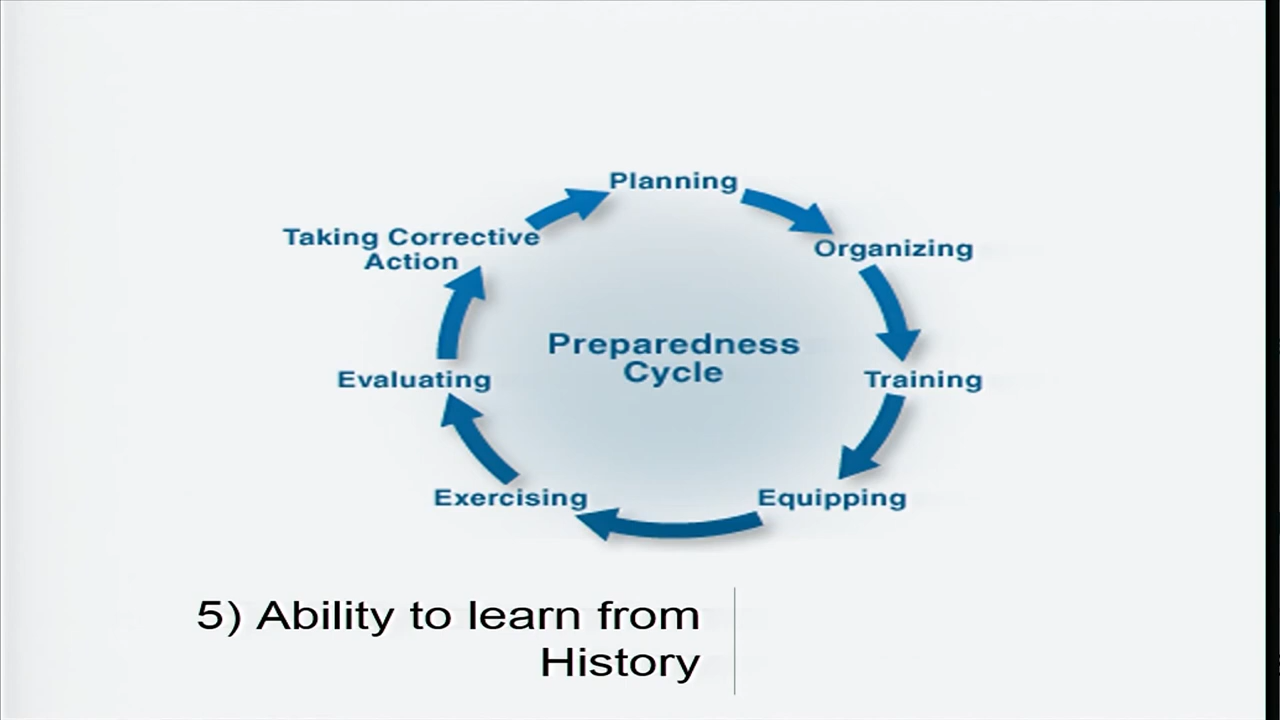 Planning
Organizing
Training
Equipping
Exercising
Evaluating
Taking Corrective
Action
Preparedness
Cycle
5) Ability to learn from
History